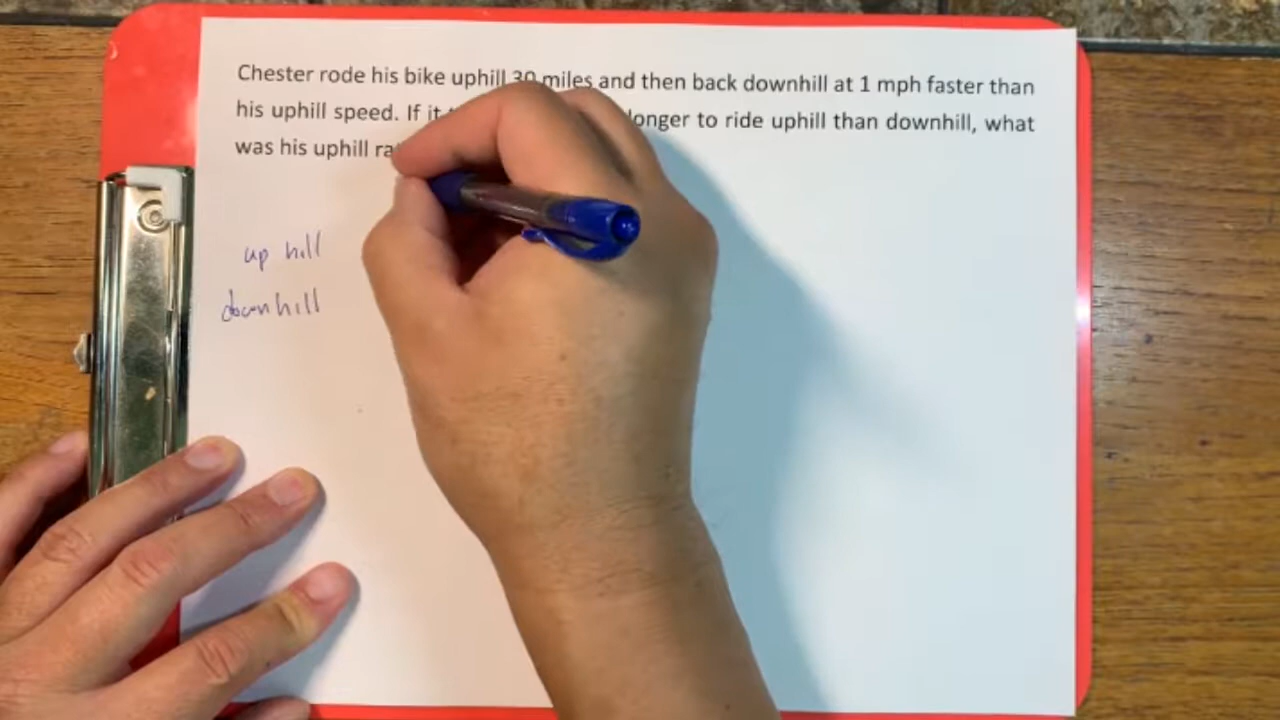 Chester rode his bike uphill 30 miles and then back downhill at 1 mph faster than
his uphill speed. If it longer to ride uphill than downhill, what
was his uphill
up hill
downhill